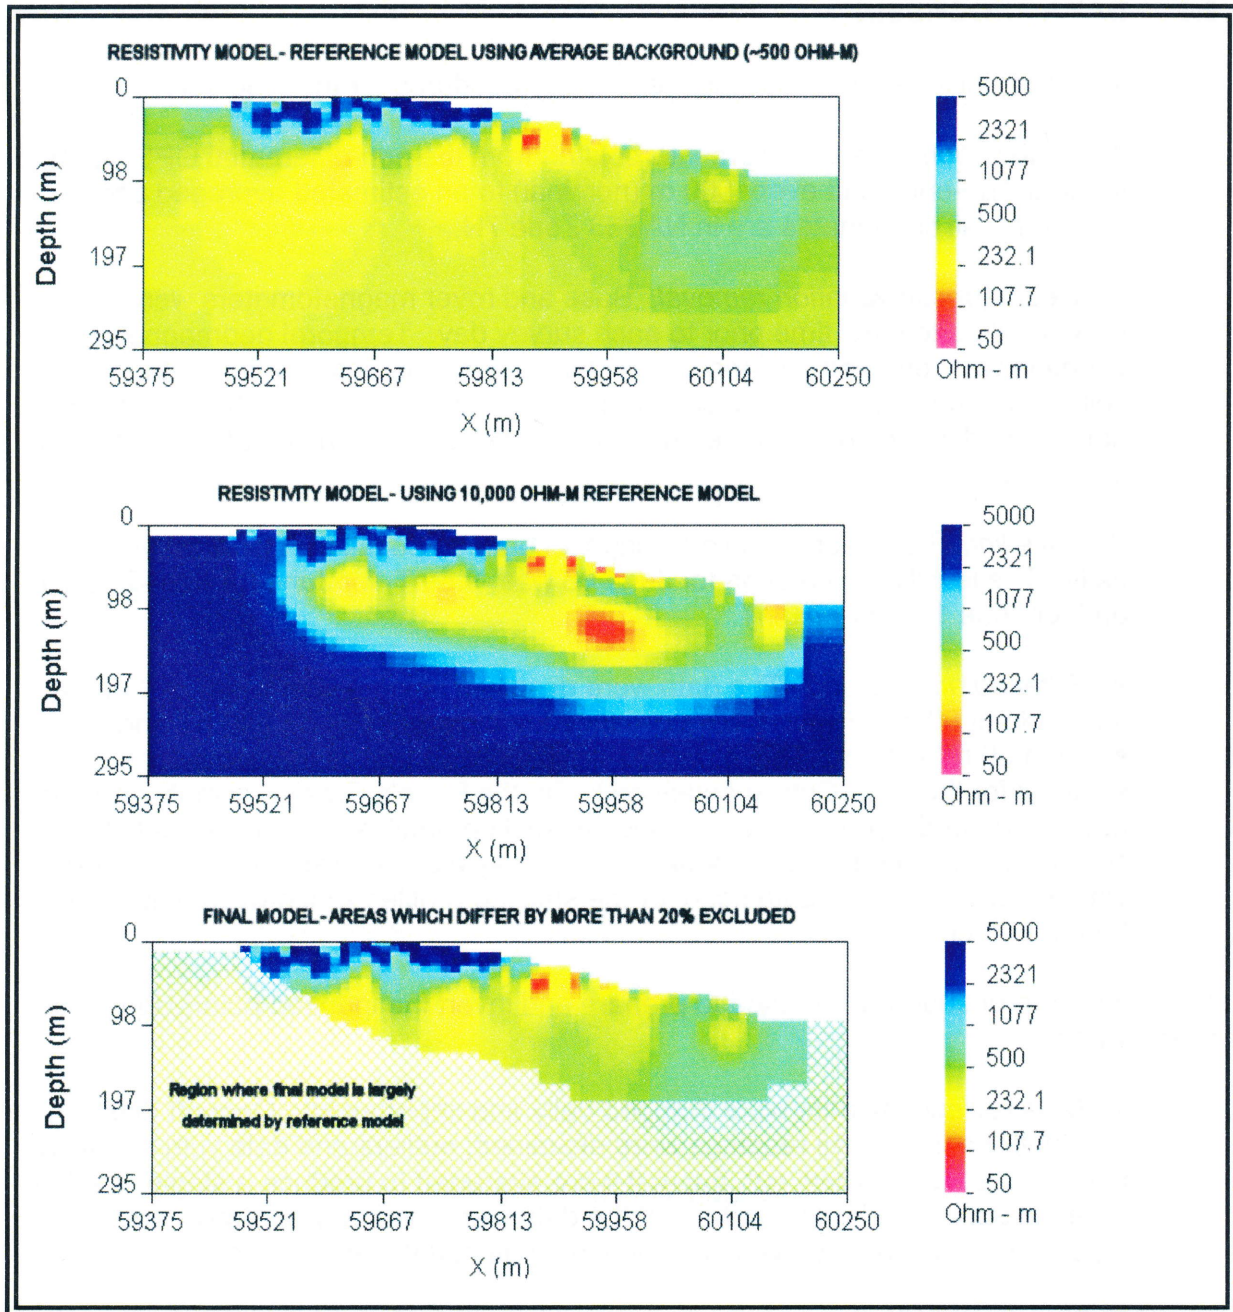 RESISTIVITY MODEL - REFERENCE MODEL USING AVERAGE BACKGROUND (~500 OHM-M)
0
98
197
295
Depth (m)
59375 59521 59667 59813 59958 60104 60250
X (m)
5000
2321
1077
500
232.1
107.7
50
Ohm - m
RESISTIVITY MODEL - USING 10,000 OHM-M REFERENCE MODEL
0
98
197
295
Depth (m)
59375 59521 59667 59813 59958 60104 60250
X (m)
5000
2321
1077
500
232.1
107.7
50
Ohm - m
FINAL MODEL - AREAS WHICH DIFFER BY MORE THAN 20% EXCLUDED
0
98
197
295
Depth (m)
Region where final model is largely
determined by reference model
59375 59521 59667 59813 59958 60104 60250
X (m)
5000
2321
1077
500
232.1
107.7
50
Ohm - m